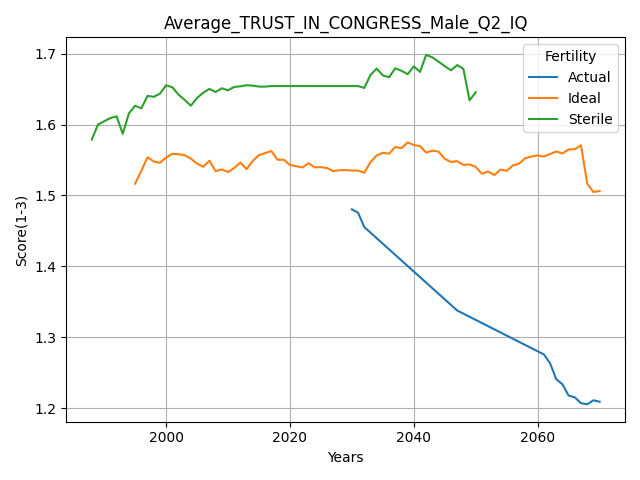 Average_TRUST_IN_CONGRESS_Male_Q2_IQ
Fertility
Actual
Ideal
Sterile
Score(1-3)
1.7
1.6
1.5
1.4
1.3
1.2
2000 2020 2040 2060
Years